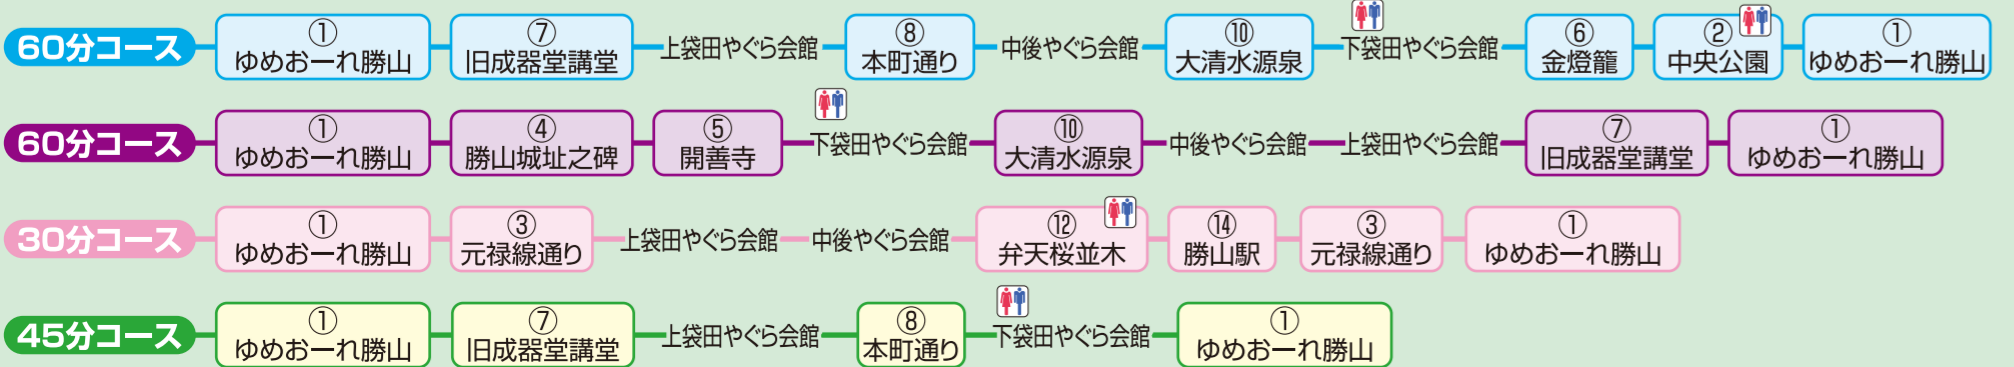 60分コース
①
ゆめおーれ勝山
⑦
旧成器堂講堂
上袋田やぐら会館
⑧
本町通り
中後やぐら会館
⑩
大清水源泉
下袋田やぐら会館
⑥
金燈籠
②
中央公園
①
ゆめおーれ勝山
60分コース
①
ゆめおーれ勝山
④
勝山城址之碑
⑤
開善寺
下袋田やぐら会館
⑩
大清水源泉
中後やぐら会館
上袋田やぐら会館
⑦
旧成器堂講堂
①
ゆめおーれ勝山
30分コース
①
ゆめおーれ勝山
③
元禄線通り
上袋田やぐら会館
中後やぐら会館
⑫
弁天桜並木
⑭
勝山駅
③
元禄線通り
①
ゆめおーれ勝山
45分コース
①
ゆめおーれ勝山
⑦
旧成器堂講堂
上袋田やぐら会館
⑧
本町通り
下袋田やぐら会館
①
ゆめおーれ勝山